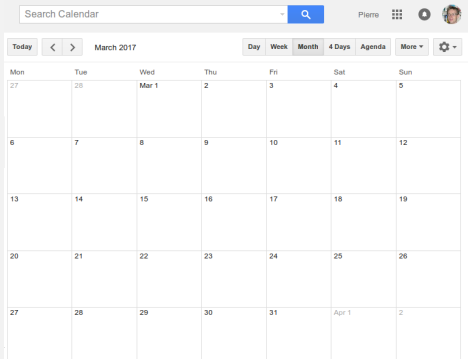 Search Calendar Pierre
Today March 2017 Day Week Month 4 Days Agenda More
Mon Tue Wed Thu Fri Sat Sun
27 28 Mar 1 2 3 4 5
6 7 8 9 10 11 12
13 14 15 16 17 18 19
20 21 22 23 24 25 26
27 28 29 30 31 Apr 1 2